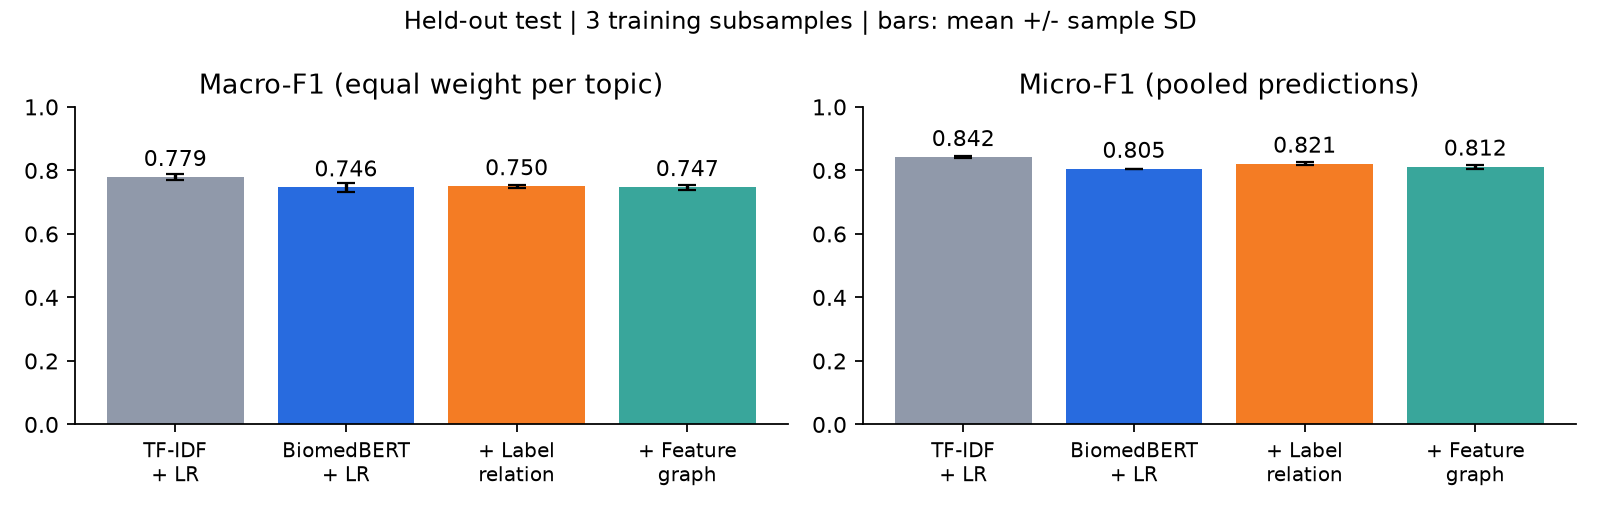 Held-out test | 3 training subsamples | bars: mean +/- sample SD
Macro-F1 (equal weight per topic)
1.0
0.8
0.6
0.4
0.2
0.0
0.779
0.746
0.750
0.747
TF-IDF
+ LR
BiomedBERT
+ LR
+ Label
relation
+ Feature
graph
Micro-F1 (pooled predictions)
1.0
0.8
0.6
0.4
0.2
0.0
0.842
0.805
0.821
0.812
TF-IDF
+ LR
BiomedBERT
+ LR
+ Label
relation
+ Feature
graph